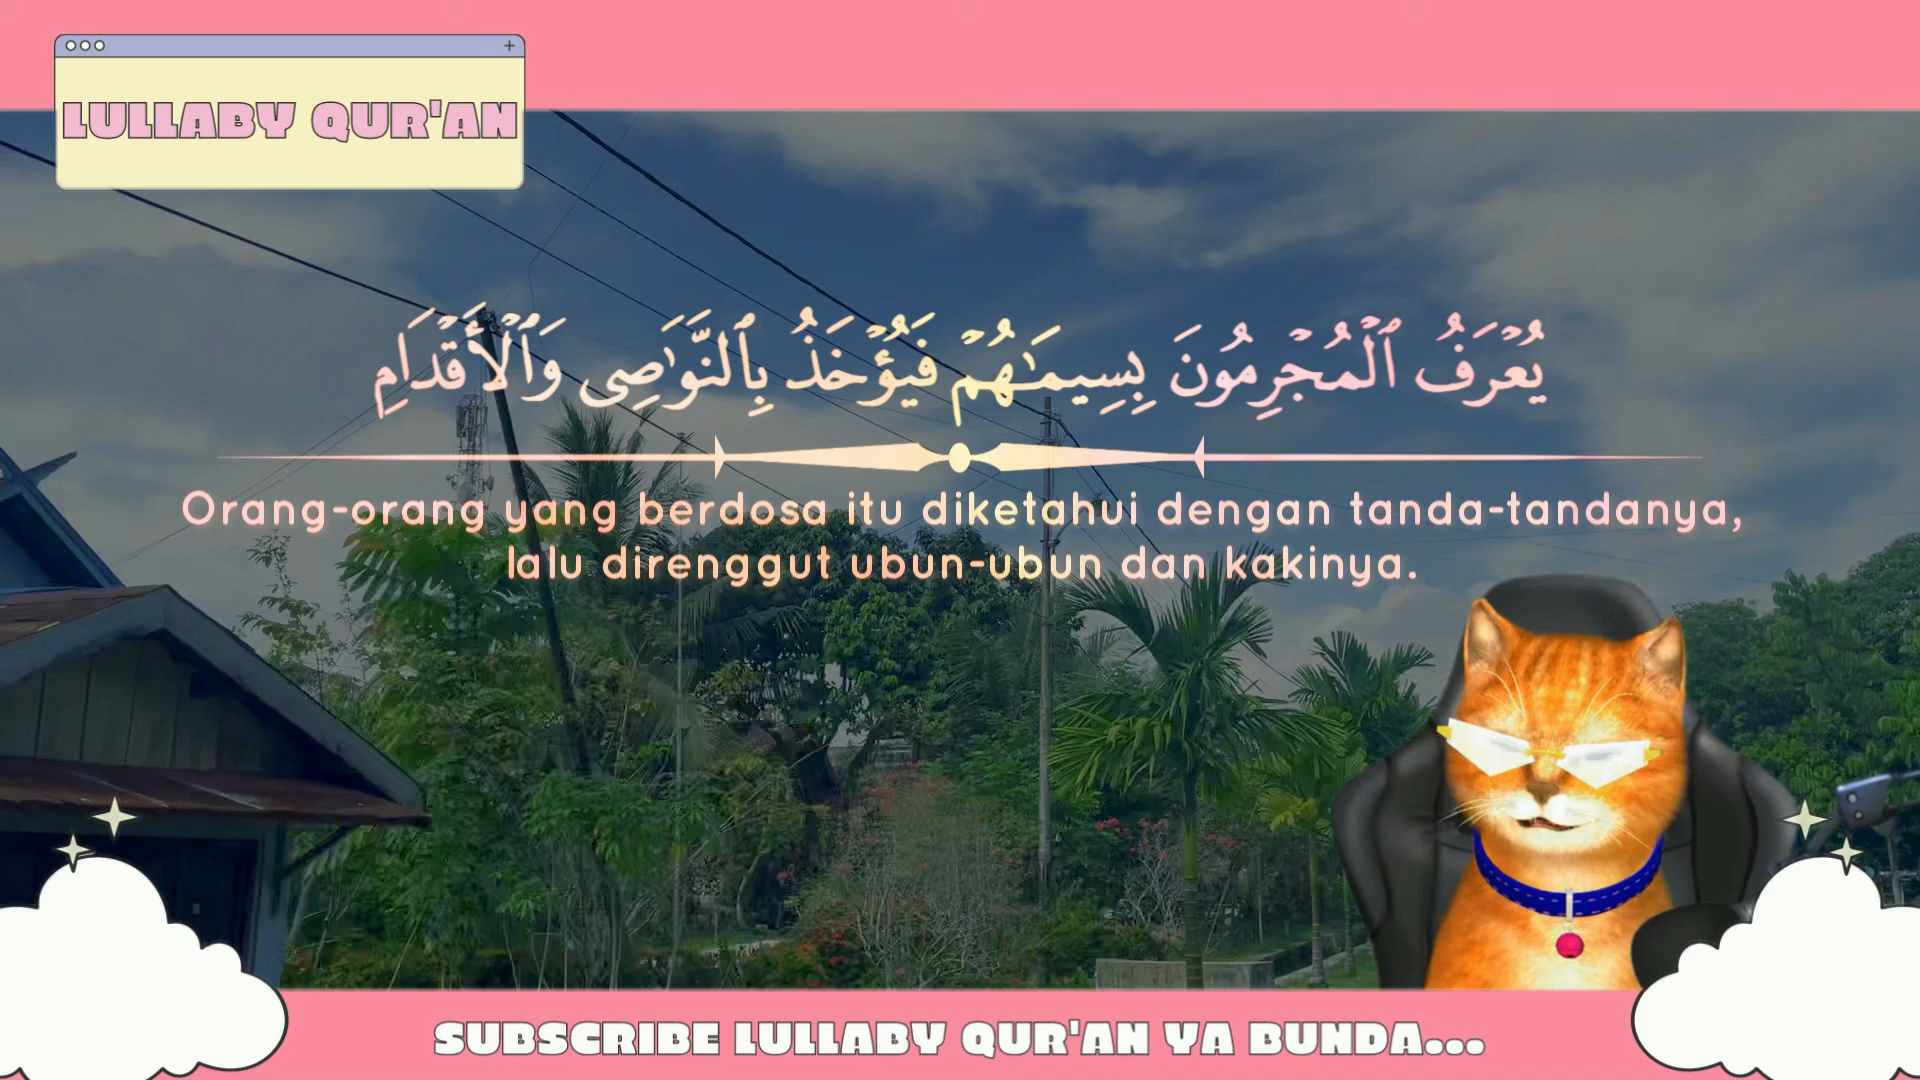 LULLABY QUR'AN
يُعۡرَفُ ٱلۡمُجۡرِمُونَ بِسِيمَٰهُمۡ فَيُؤۡخَذُ بِٱلنَّوَٰصِي وَٱلۡأَقۡدَامِ
Orang-orang yang berdosa itu diketahui dengan tanda-tandanya,
lalu direnggut ubun-ubun dan kakinya.
SUBSCRIBE LULLABY QUR'AN YA BUNDA...